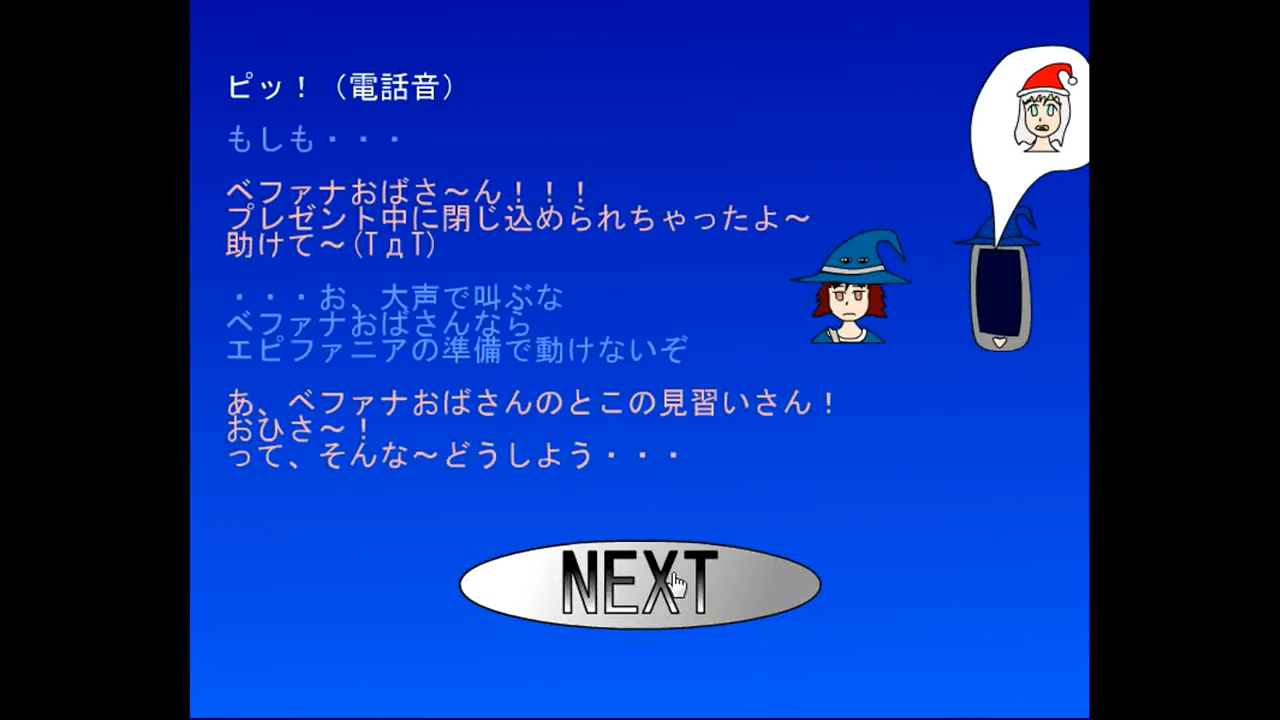 ピッ！（電話音）
もしも・・・
ベファナおばさ～ん！！！
プレゼント中に閉じ込められちゃったよ～
助けて～(TдT)
・・・お、大声で叫ぶな
ベファナおばさんなら
エピファニアの準備で動けないぞ
あ、ベファナおばさんのとこの見習いさん！
おひさ～！
って、そんな～どうしよう・・・
NEXT